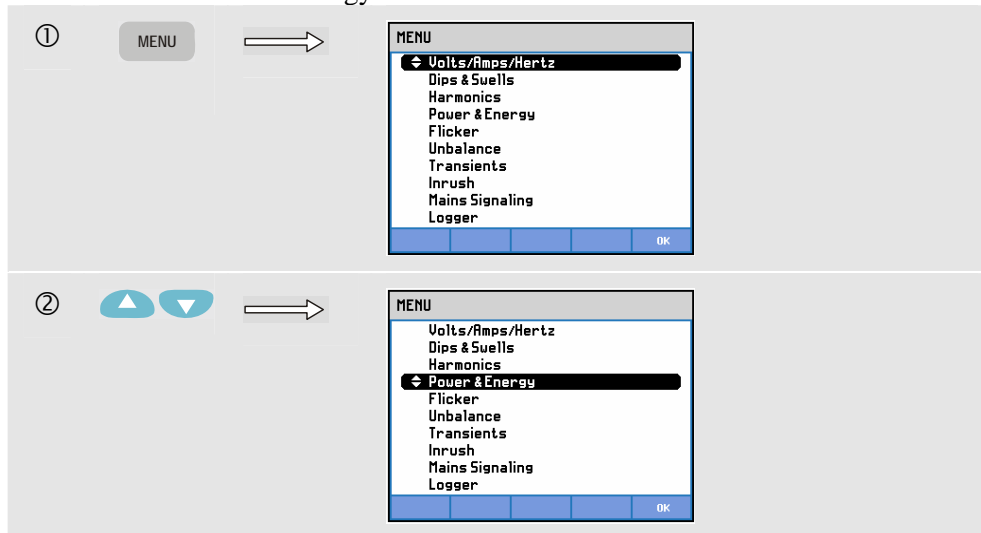 ①
MENU
MENU
Volts/Amps/Hertz
Dips & Swells
Harmonics
Power & Energy
Flicker
Unbalance
Transients
Inrush
Mains Signaling
Logger
OK
②
MENU
Volts/Amps/Hertz
Dips & Swells
Harmonics
Power & Energy
Flicker
Unbalance
Transients
Inrush
Mains Signaling
Logger
OK